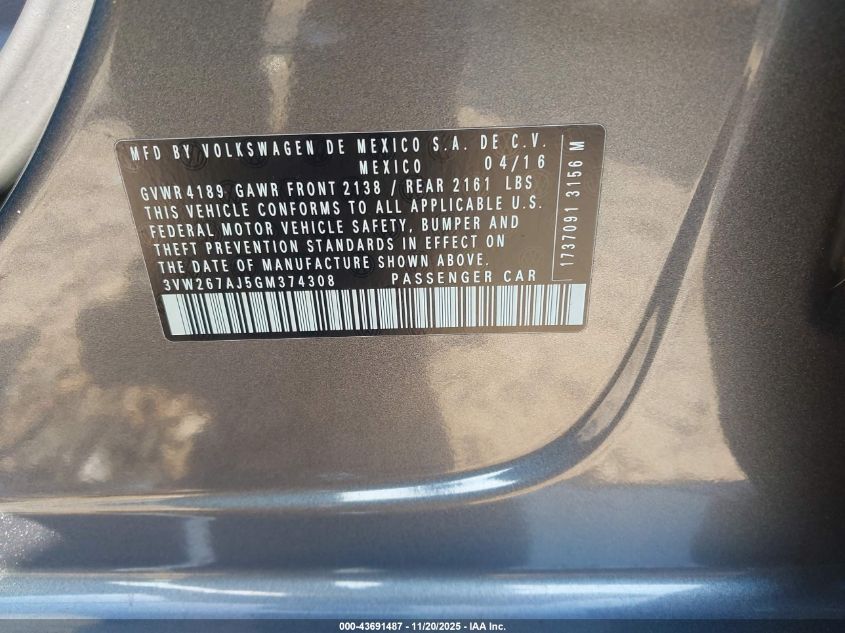 MFD BY VOLKSWAGEN DE MEXICO S.A. DE C.V.
MEXICO 04/16
GVWR 4189 GAWR FRONT 2138 / REAR 2161 LBS
THIS VEHICLE CONFORMS TO ALL APPLICABLE U.S.
FEDERAL MOTOR VEHICLE SAFETY, BUMPER AND
THEFT PREVENTION STANDARDS IN EFFECT ON
THE DATE OF MANUFACTURE SHOWN ABOVE.
3VW267AJ5GM374308 PASSENGER CAR
1737091 3156 M
000-43691487 - 11/20/2025 - IAA Inc.